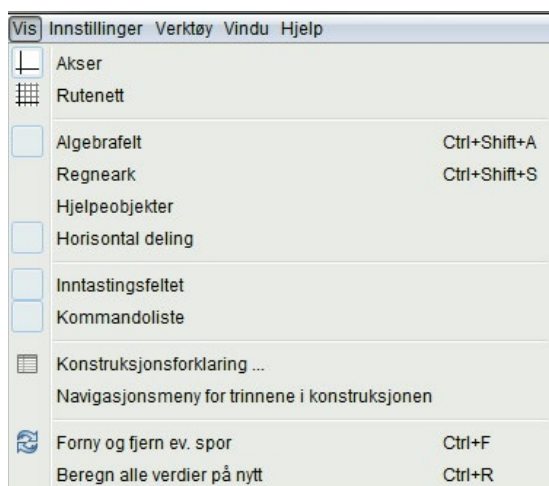 Vis Innstillinger Verktøy Vindu Hjelp
Akser
Rutenett
Algebrafelt Ctrl+Shift+A
Regneark Ctrl+Shift+S
Hjelpeobjekter
Horisontal deling
Inntastingsfeltet
Kommandoliste
Konstruksjonsforklaring ...
Navigasjonsmeny for trinnene i konstruksjonen
Forny og fjern ev. spor Ctrl+F
Beregn alle verdier på nytt Ctrl+R